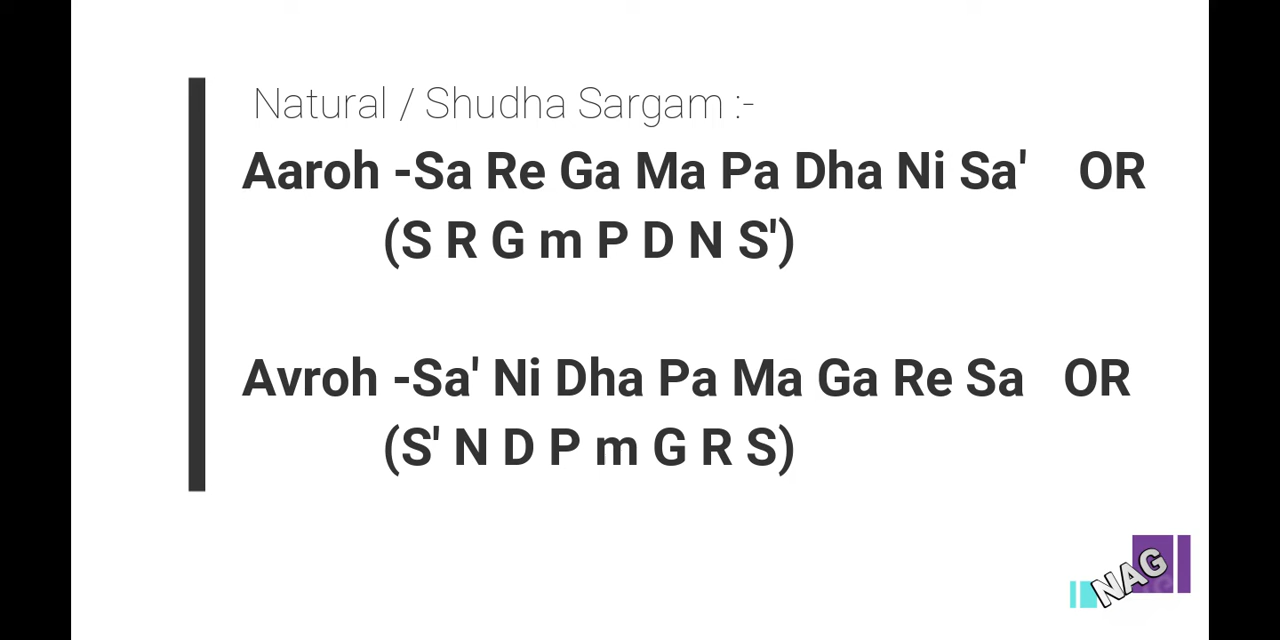 Natural / Shudha Sargam :-
Aaroh -Sa Re Ga Ma Pa Dha Ni Sa' OR
(S R G m P D N S')
Avroh -Sa' Ni Dha Pa Ma Ga Re Sa OR
(S' N D P m G R S)
NAG